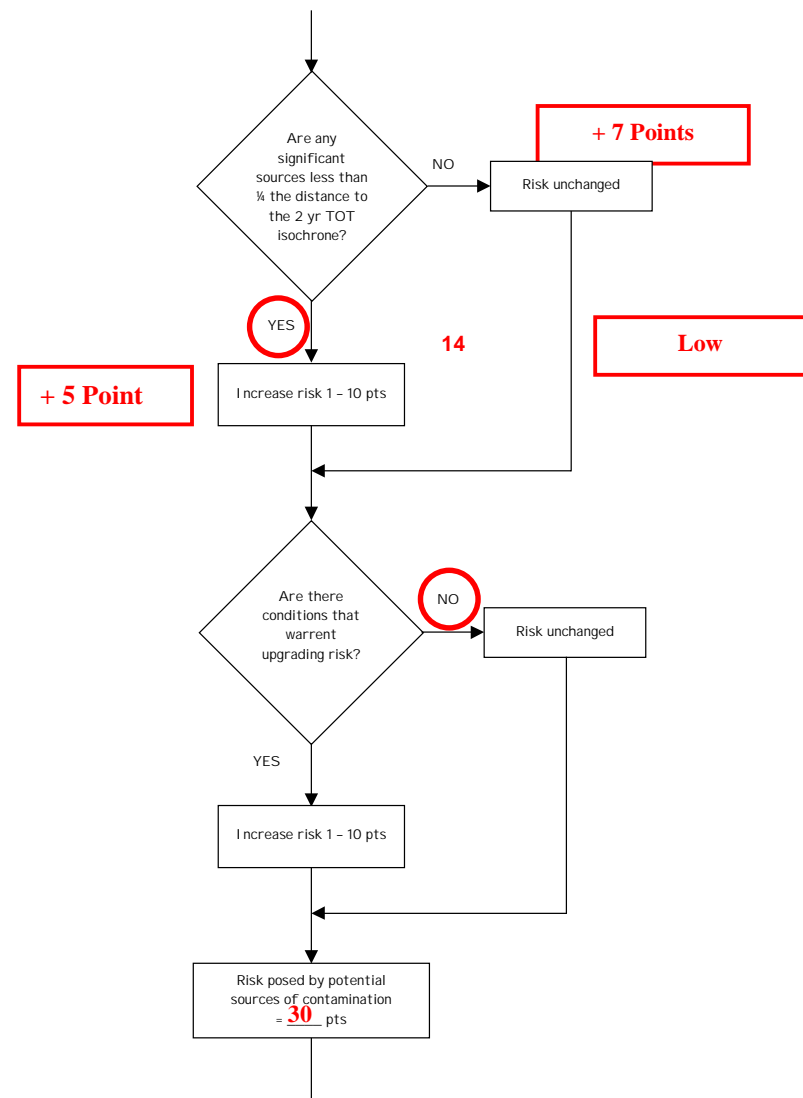 Are any
significant
sources less than
¼ the distance to
the 2 yr TOT
isochrone?
NO
+ 7 Points
Risk unchanged
YES
14
Low
+ 5 Point
Increase risk 1 – 10 pts
Are there
conditions that
warrent
upgrading risk?
NO
Risk unchanged
YES
Increase risk 1 – 10 pts
Risk posed by potential
sources of contamination
= 30 pts